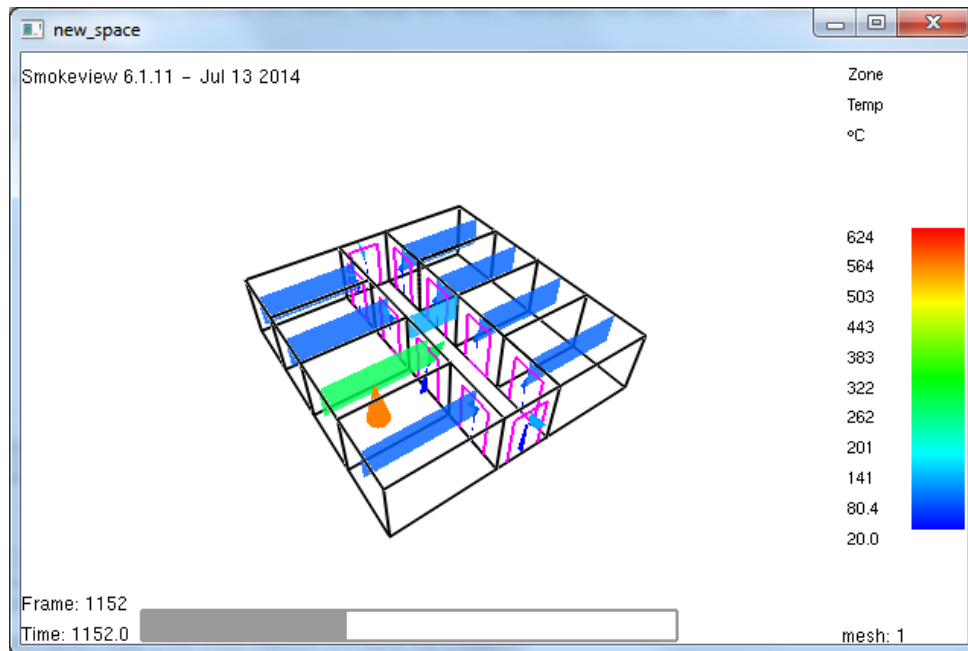 new_space
Smokeview 6.1.11 - Jul 13 2014
Zone
Temp
ºC
624
564
503
443
383
322
262
201
141
80.4
20.0
Frame: 1152
Time: 1152.0
mesh: 1